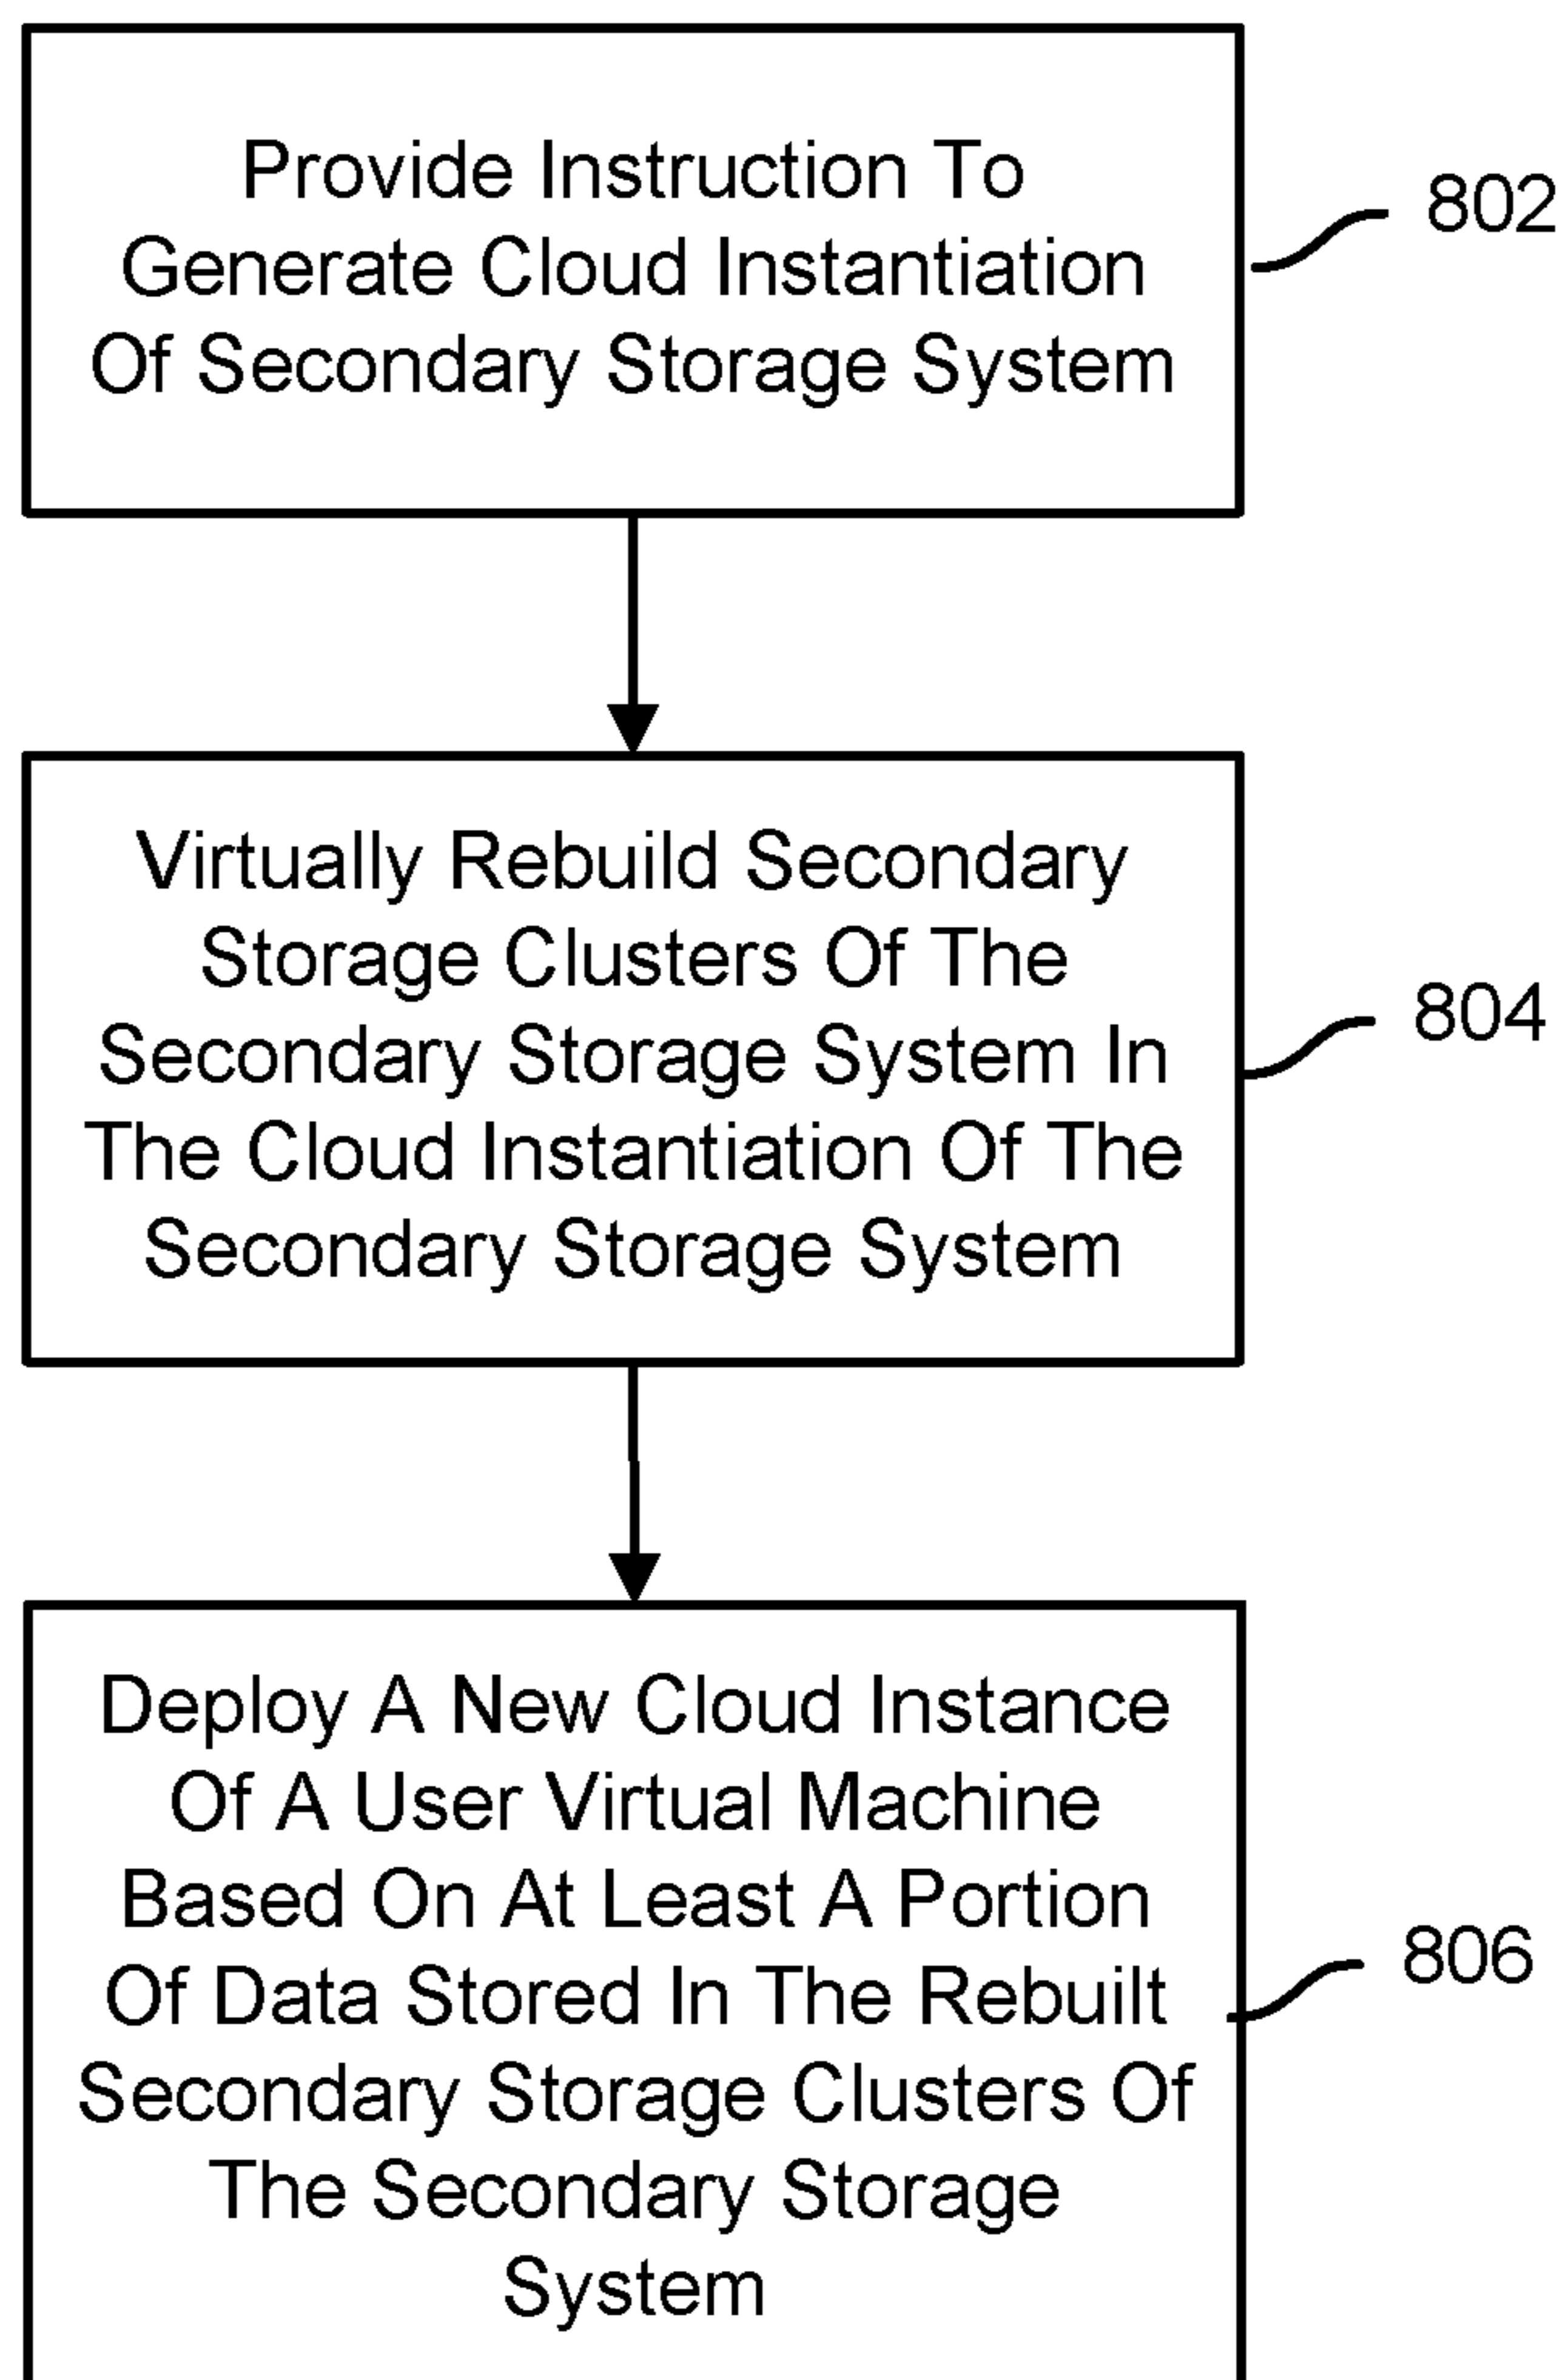 Provide Instruction To
Generate Cloud Instantiation
Of Secondary Storage System
802
Virtually Rebuild Secondary
Storage Clusters Of The
Secondary Storage System In
The Cloud Instantiation Of The
Secondary Storage System
804
Deploy A New Cloud Instance
Of A User Virtual Machine
Based On At Least A Portion
Of Data Stored In The Rebuilt
Secondary Storage Clusters Of
The Secondary Storage
System
806